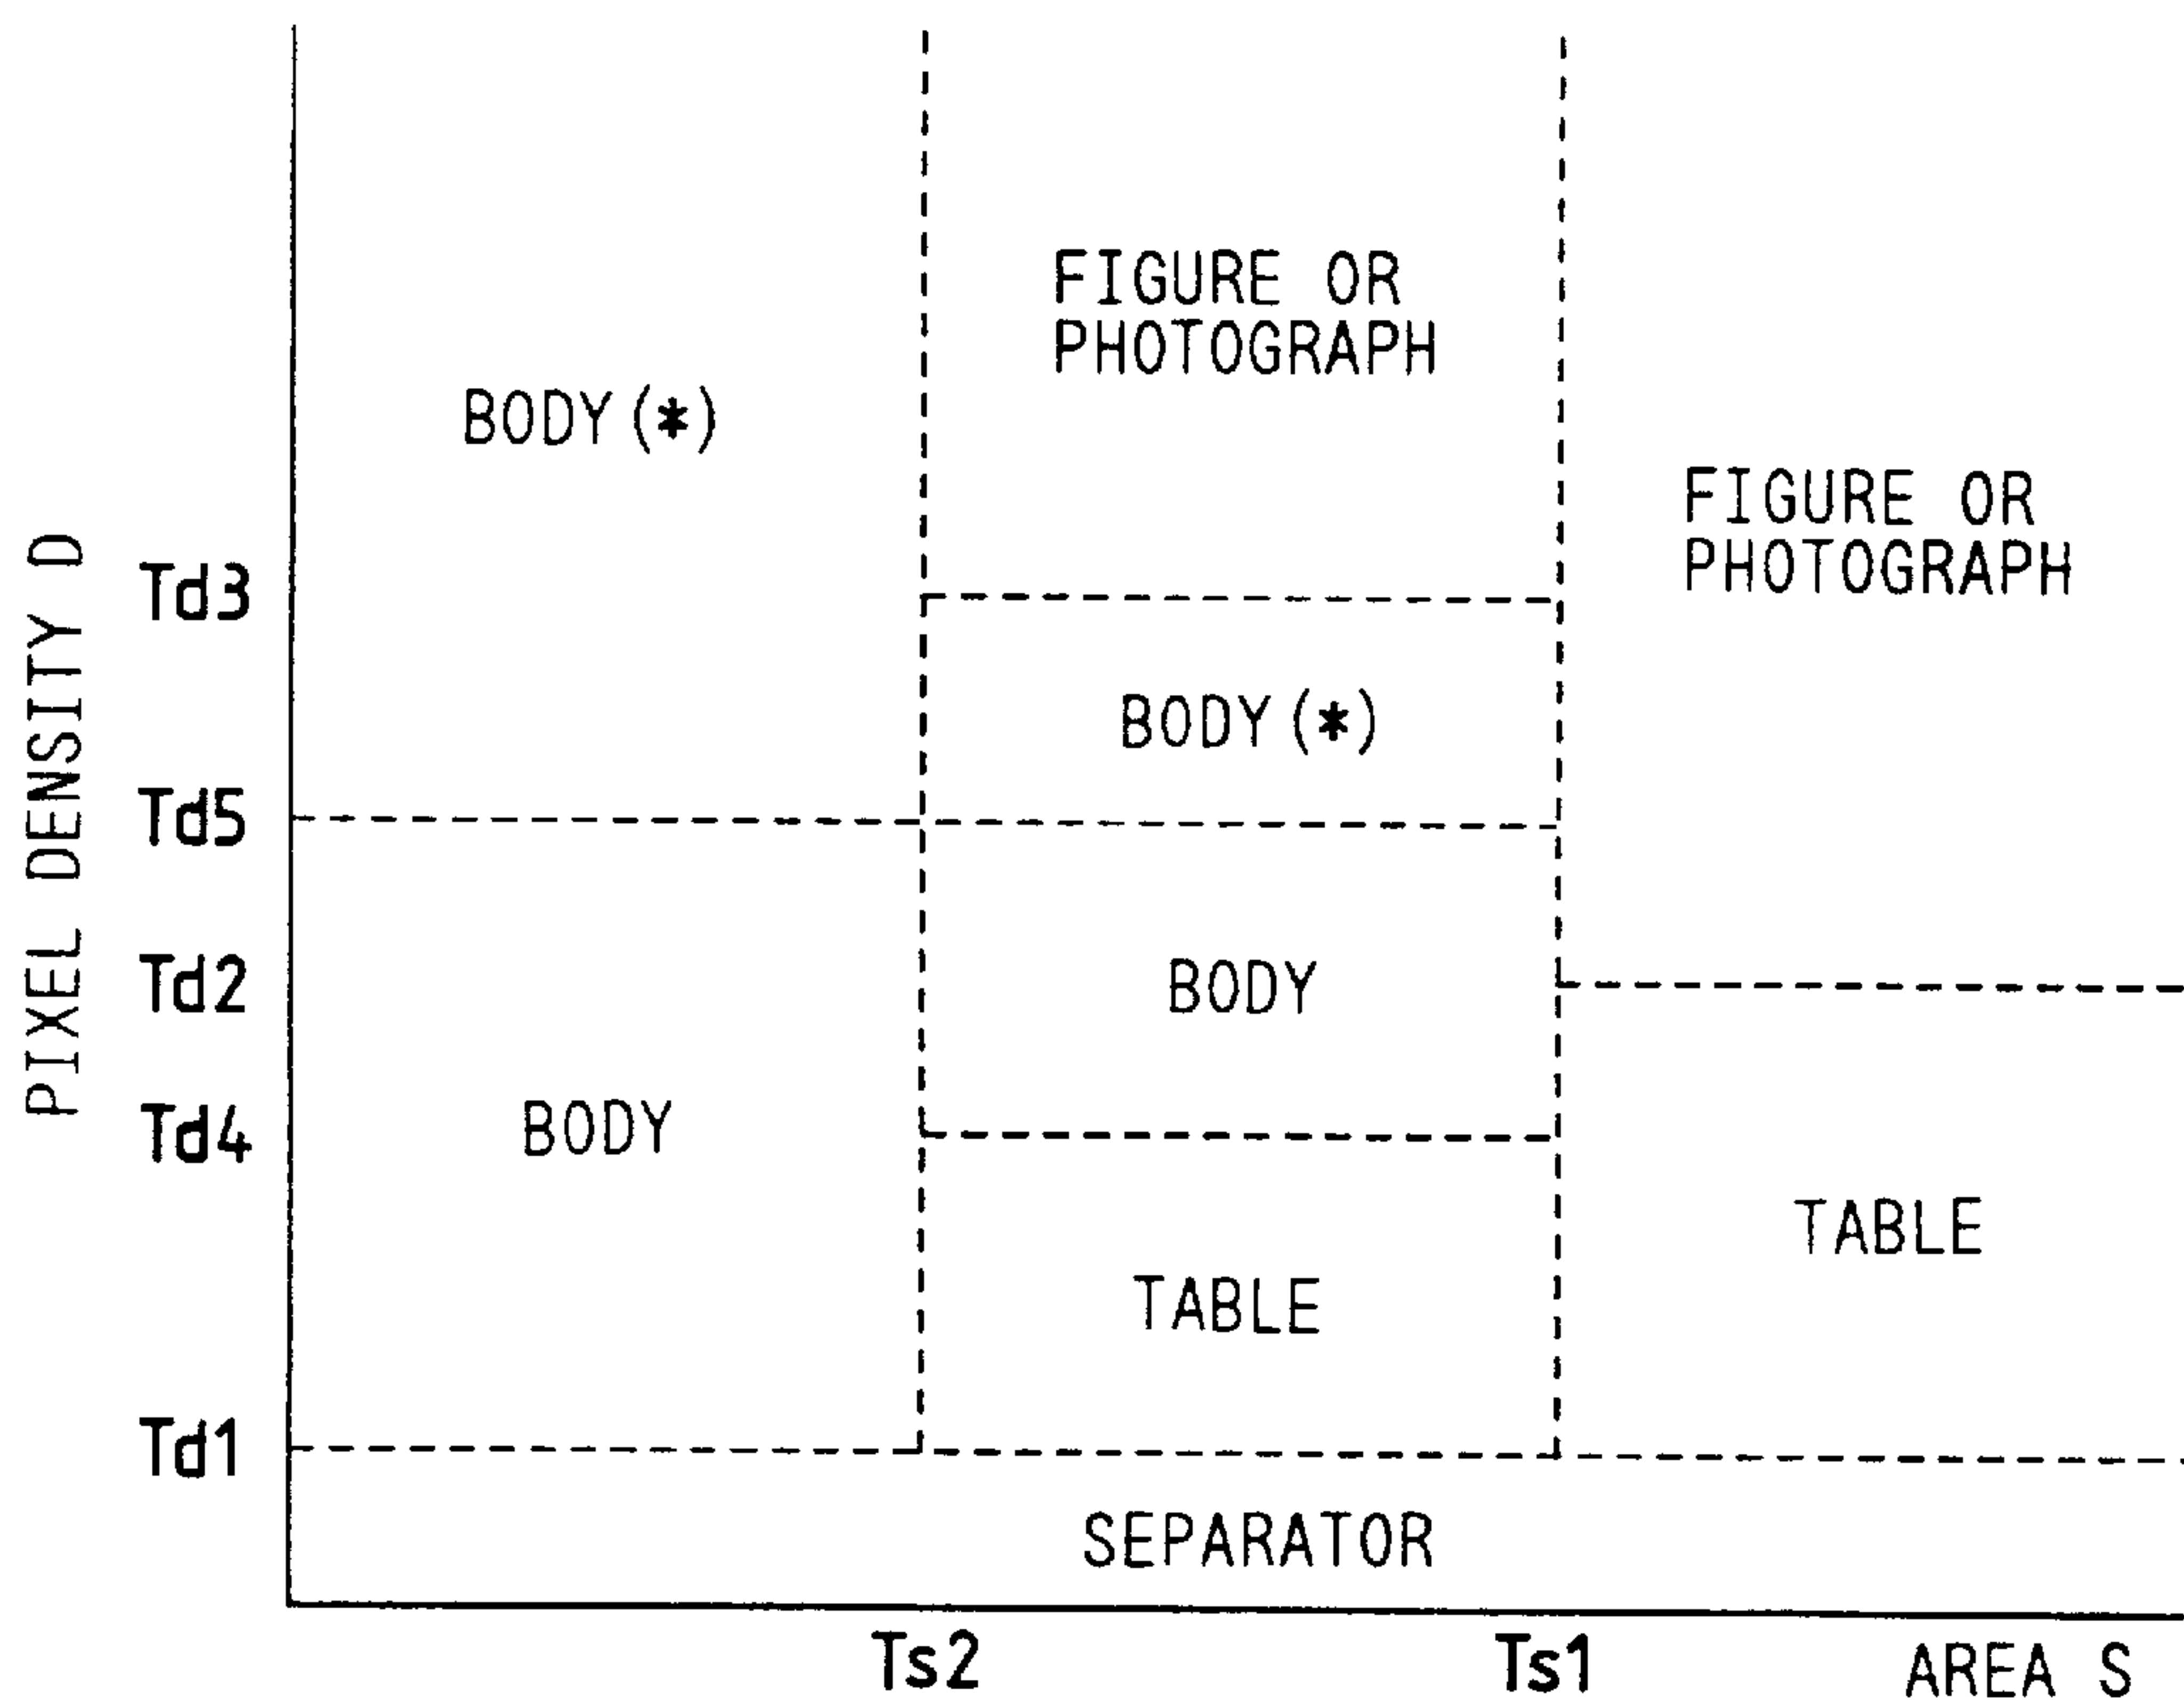 FIGURE OR
PHOTOGRAPH
BODY(*)
FIGURE OR
PHOTOGRAPH
PIXEL DENSITY D
Td3
BODY(*)
Td5
Td2
BODY
Td4
BODY
TABLE
TABLE
Td1
SEPARATOR
Ts2
Ts1
AREA S